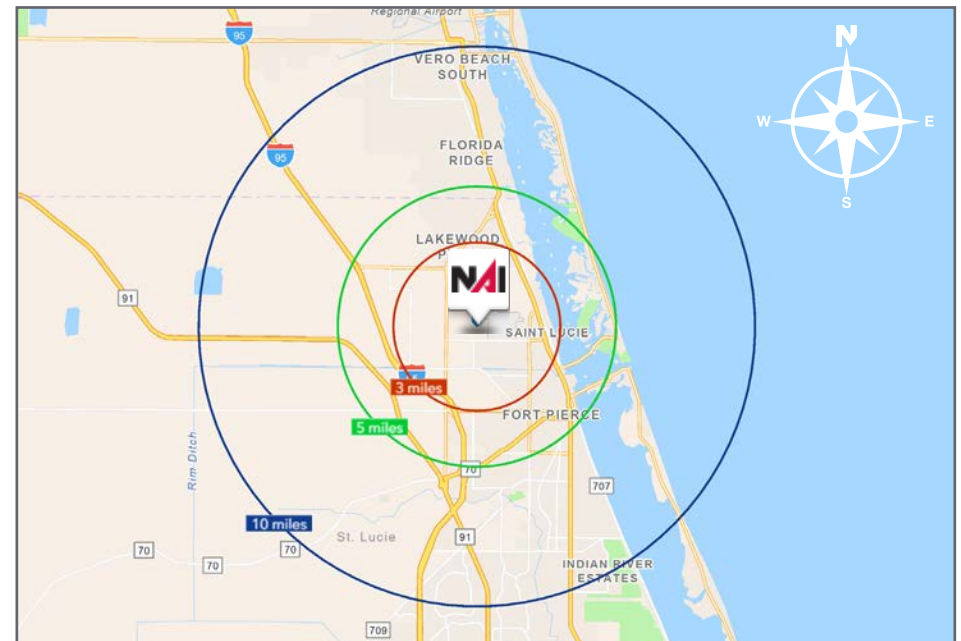 Regional Airport
95
N
VERO BEACH
SOUTH
W
E
S
95
FLORIDA
RIDGE
LAKEWOOD
P
NAI
91
SAINT LUCIE
3 miles
FORT PIERCE
5 miles
Rim Ditch
70
707
10 miles
St. Lucie
91
70
70
70
INDIAN RIVER
ESTATES
709